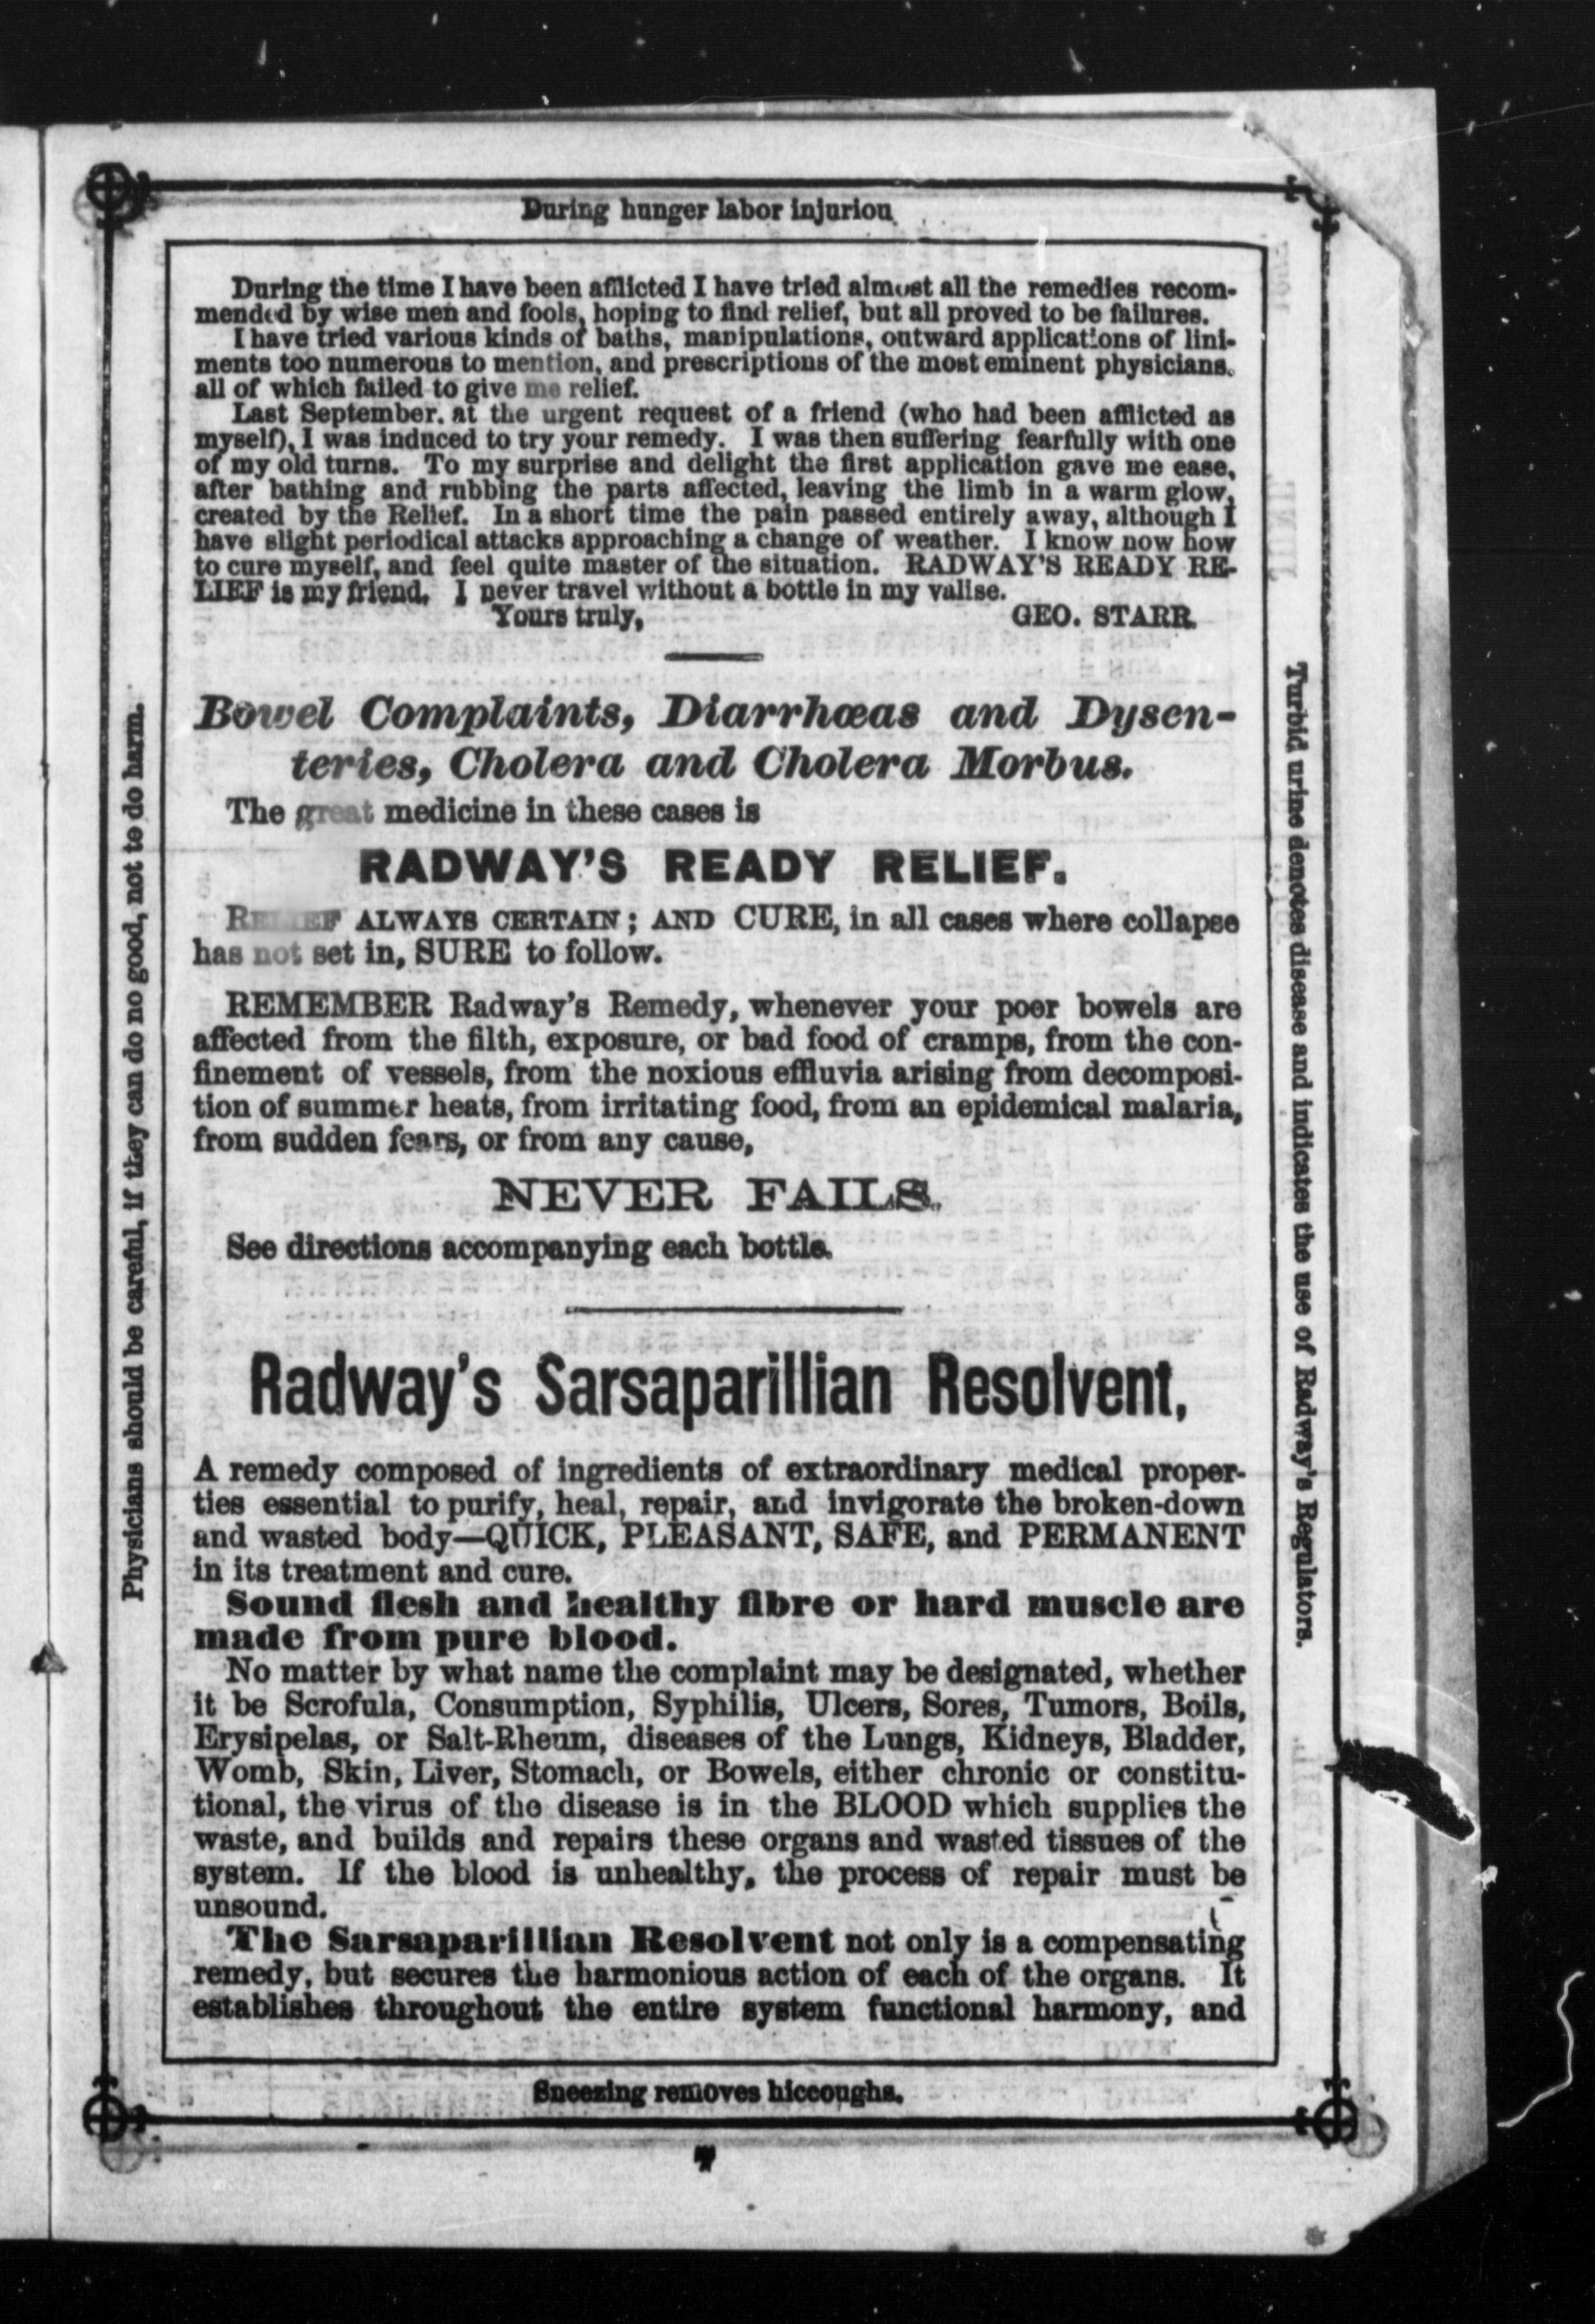 During hunger labor injuriou
During the time I have been afflicted I have tried almost all the remedies recom-
mended by wise men and fools, hoping to find relief, but all proved to be failures.
I have tried various kinds of baths, manipulations, outward applications of lini-
ments too numerous to mention, and prescriptions of the most eminent physicians.
all of which failed to give me relief.
Last September. at the urgent request of a friend (who had been afflicted as
myself), I was induced to try your remedy. I was then suffering fearfully with one
of my old turns. To my surprise and delight the first application gave me ease,
after bathing and rubbing the parts affected, leaving the limb in a warm glow,
created by the Relief. In a short time the pain passed entirely away, although I
have slight periodical attacks approaching a change of weather. I know now how
to cure myself, and feel quite master of the situation. RADWAY'S READY RE-
LIEF is my friend. I never travel without a bottle in my valise.
Yours truly, GEO. STARR.
Bowel Complaints, Diarrhœas and Dysen-
teries, Cholera and Cholera Morbus.
The great medicine in these cases is
RADWAY'S READY RELIEF.
RELIEF ALWAYS CERTAIN; AND CURE, in all cases where collapse
has not set in, SURE to follow.
REMEMBER Radway's Remedy, whenever your poer bowels are
affected from the filth, exposure, or bad food of cramps, from the con-
finement of vessels, from the noxious effluvia arising from decomposi-
tion of summer heats, from irritating food, from an epidemical malaria,
from sudden fears, or from any cause,
NEVER FAILS.
See directions accompanying each bottle.
Radway's Sarsaparillian Resolvent,
A remedy composed of ingredients of extraordinary medical proper-
ties essential to purify, heal, repair, and invigorate the broken-down
and wasted body—QUICK, PLEASANT, SAFE, and PERMANENT
in its treatment and cure.
Sound flesh and healthy fibre or hard muscle are
made from pure blood.
No matter by what name the complaint may be designated, whether
it be Scrofula, Consumption, Syphilis, Ulcers, Sores, Tumors, Boils,
Erysipelas, or Salt-Rheum, diseases of the Lungs, Kidneys, Bladder,
Womb, Skin, Liver, Stomach, or Bowels, either chronic or constitu-
tional, the virus of the disease is in the BLOOD which supplies the
waste, and builds and repairs these organs and wasted tissues of the
system. If the blood is unhealthy, the process of repair must be
unsound.
The Sarsaparillian Resolvent not only is a compensating
remedy, but secures the harmonious action of each of the organs. It
establishes throughout the entire system functional harmony, and
Sneezing removes hiccoughs.
7
Physicians should be careful, if they can do no good, not to do harm.
Turbid urine denotes disease and indicates the use of Radway's Regulators.